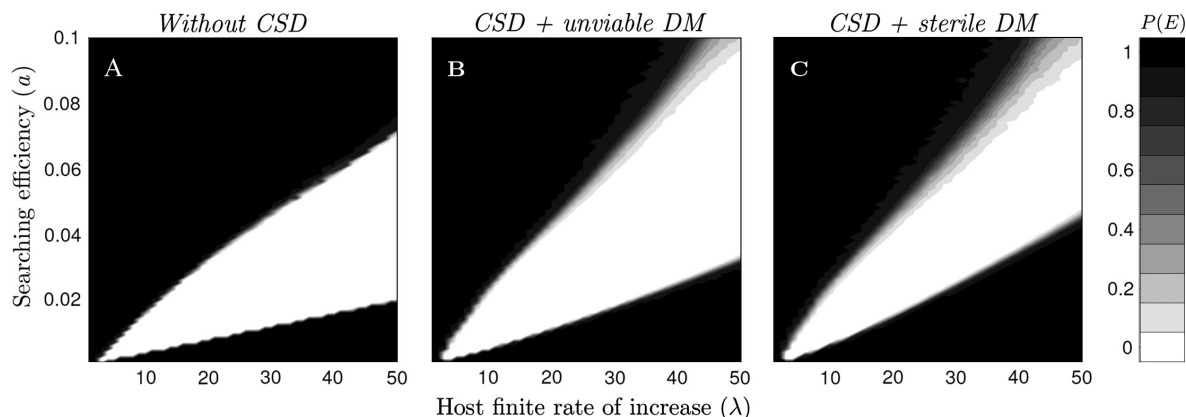 Without CSD
CSD + unviable DM
CSD + sterile DM
P(E)
A
B
C
Searching efficiency (a)
0.1
0.08
0.06
0.04
0.02
10 20 30 40 50
10 20 30 40 50
10 20 30 40 50
Host finite rate of increase (λ)
1
0.8
0.6
0.4
0.2
0